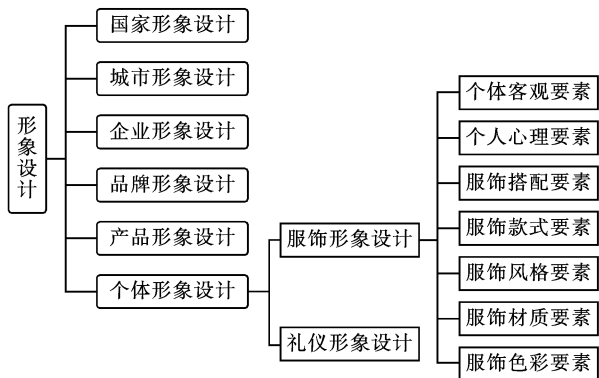 形象设计
国家形象设计
城市形象设计
企业形象设计
品牌形象设计
产品形象设计
个体形象设计
服饰形象设计
礼仪形象设计
个体客观要素
个人心理要素
服饰搭配要素
服饰款式要素
服饰风格要素
服饰材质要素
服饰色彩要素